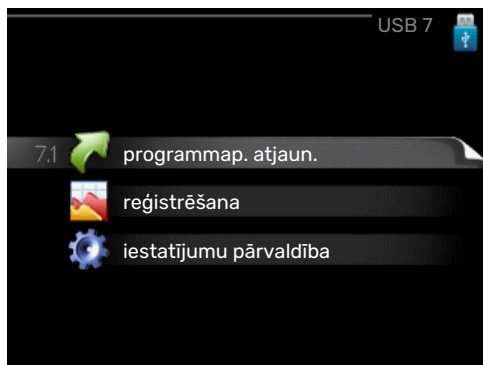 USB 7
7.1 programmap. atjaun.
reģistrēšana
iestatījumu pārvaldība